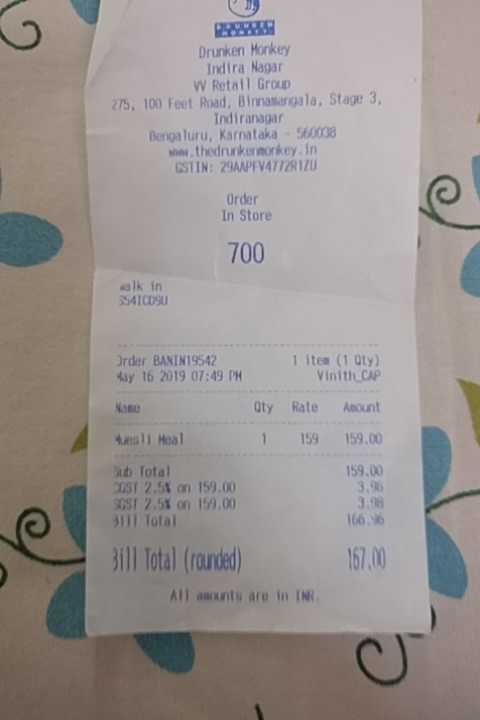 DRUNKEN
MONKEY
Drunken Monkey
Indira Nagar
VV Retail Group
275, 100 Feet Road, Binnamangala, Stage 3,
Indiranagar
Bengaluru, Karnataka - 560038
www.thedrunkenmonkey.in
GSTIN: 29AAPFV4772R1ZU
Order
In Store
700
walk in
S54ICD9U
Order BANIN19542 1 item (1 Qty)
May 16 2019 07:49 PM Vinith_CAP
Name Qty Rate Amount
Muesli Meal 1 159 159.00
Sub Total 159.00
CGST 2.5% on 159.00 3.98
SGST 2.5% on 159.00 3.98
Bill Total 166.96
Bill Total (rounded) 167.00
All amounts are in INR.